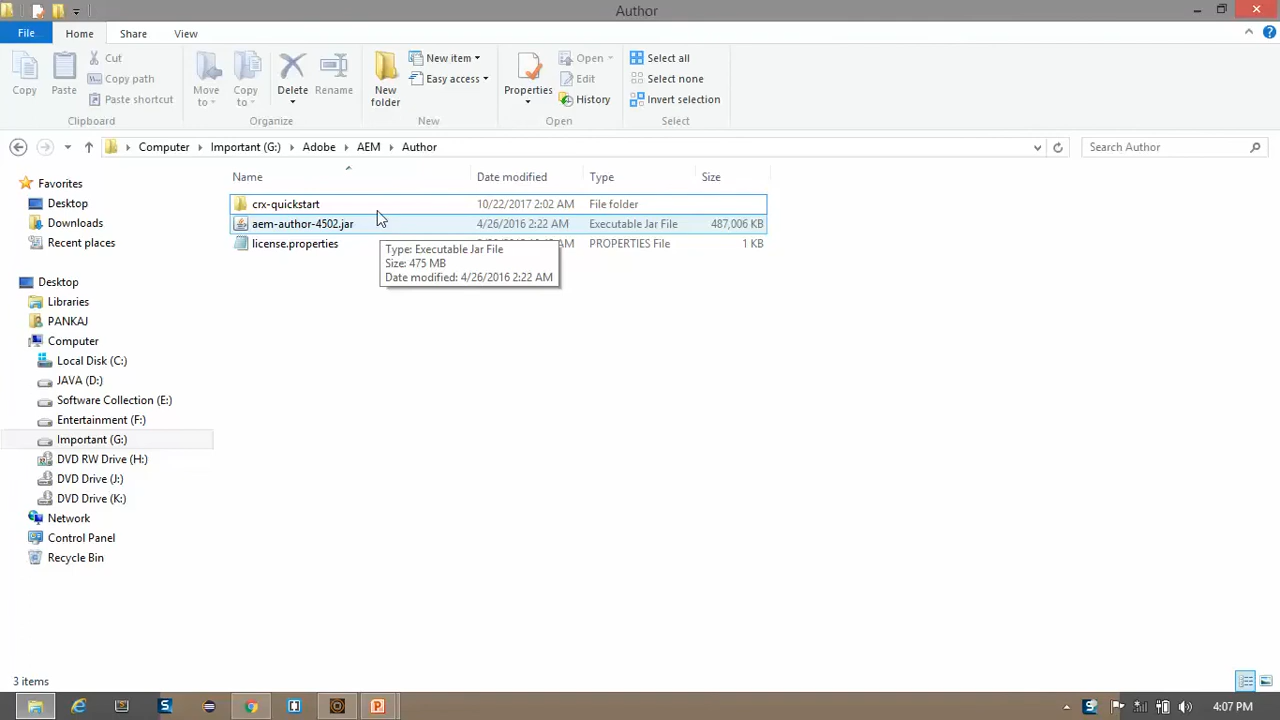 Author
File
Home
Share
View
Copy
Paste
Cut
Copy path
Paste shortcut
Clipboard
Move to
Copy to
Delete
Rename
Organize
New folder
New item
Easy access
New
Properties
Open
Edit
History
Open
Select all
Select none
Invert selection
Select
Computer
Important (G:)
Adobe
AEM
Author
Search Author
Favorites
Desktop
Downloads
Recent places
Desktop
Libraries
PANKAJ
Computer
Local Disk (C:)
JAVA (D:)
Software Collection (E:)
Entertainment (F:)
Important (G:)
DVD RW Drive (H:)
DVD Drive (J:)
DVD Drive (K:)
Network
Control Panel
Recycle Bin
Name Date modified Type Size
crx-quickstart 10/22/2017 2:02 AM File folder
aem-author-4502.jar 4/26/2016 2:22 AM Executable Jar File 487,006 KB
license.properties AM PROPERTIES File 1 KB
Type: Executable Jar File
Size: 475 MB
Date modified: 4/26/2016 2:22 AM
3 items
4:07 PM